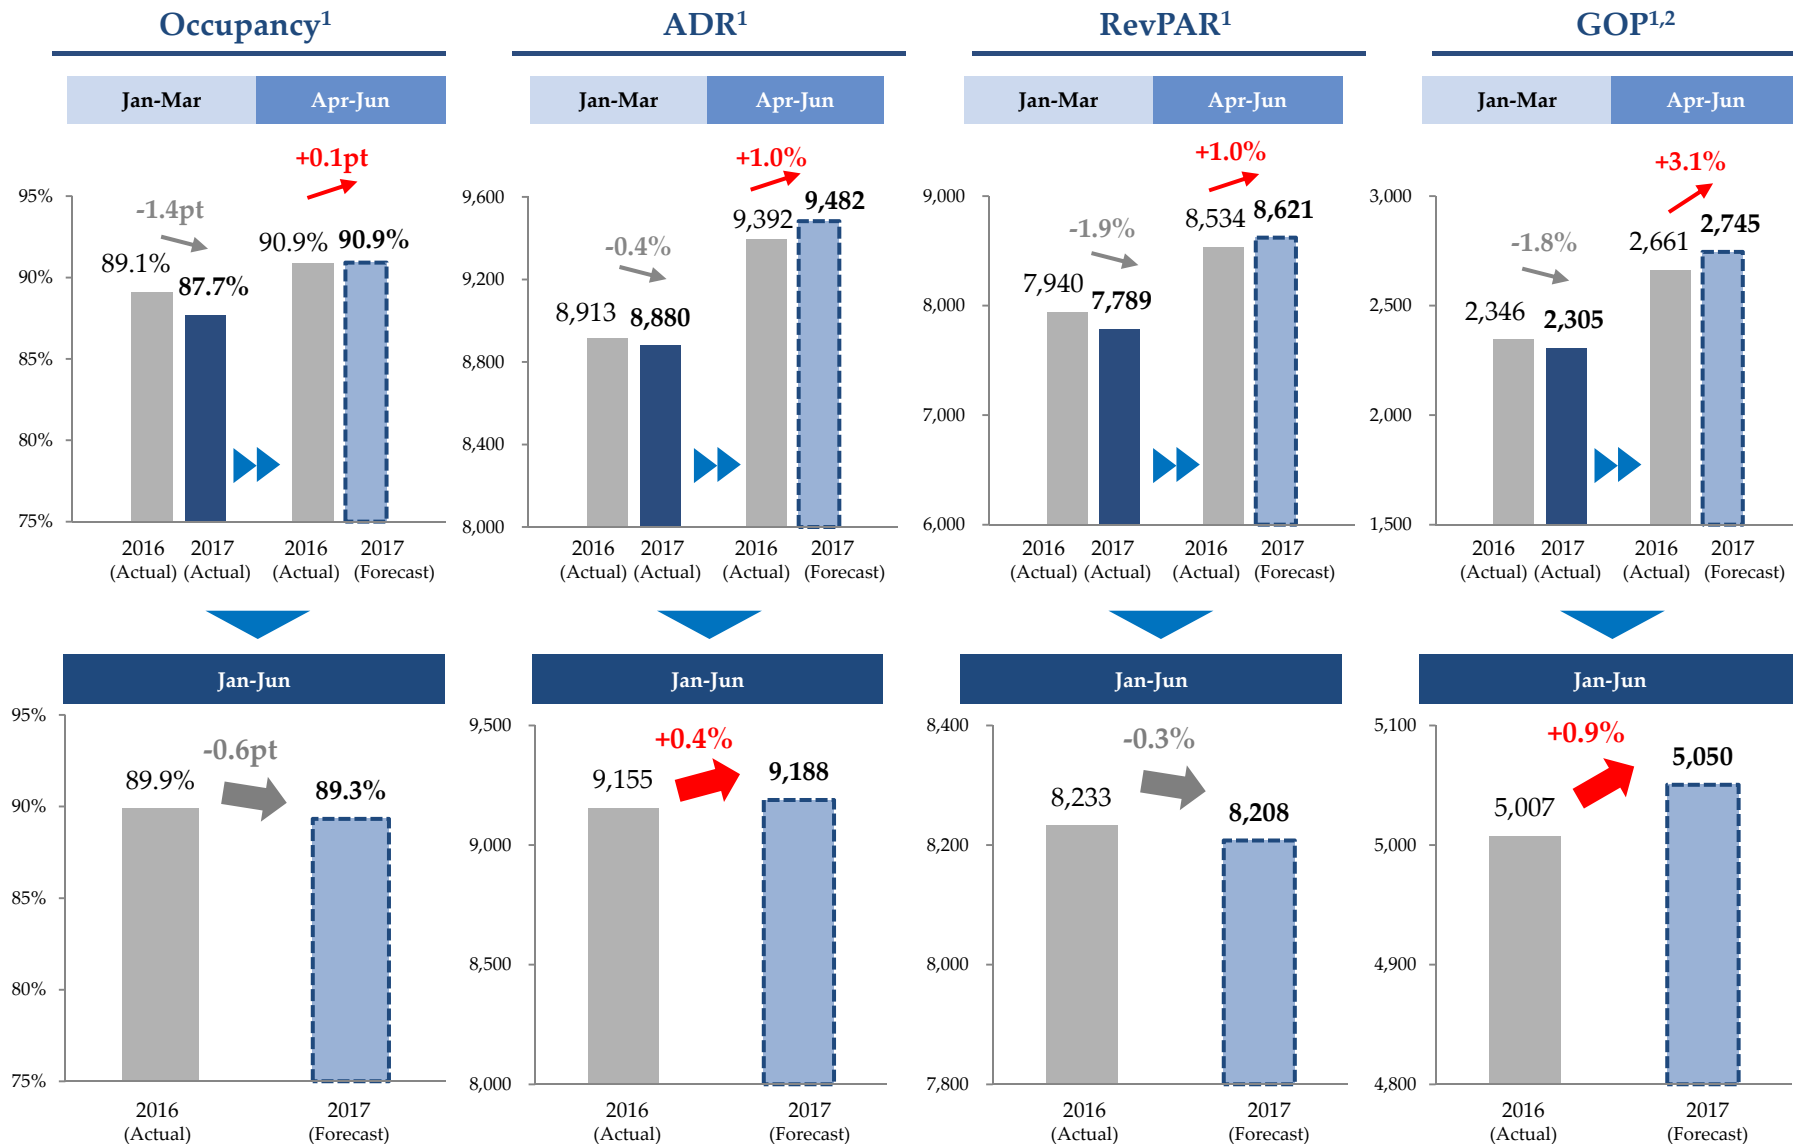 Occupancy1
Jan-Mar Apr-Jun
+0.1pt
95%
-1.4pt
90.9% 90.9%
89.1%
90%
87.7%
85%
80%
75%
2016 2017 2016 2017
(Actual) (Actual) (Actual) (Forecast)
Jan-Jun
95%
-0.6pt
89.9%
89.3%
90%
85%
80%
75%
2016 2017
(Actual) (Forecast)
ADR1
Jan-Mar Apr-Jun
+1.0%
9,600
9,482
9,392
-0.4%
9,200
8,913 8,880
8,800
8,400
8,000
2016 2017 2016 2017
(Actual) (Actual) (Actual) (Forecast)
Jan-Jun
9,500
+0.4%
9,155 9,188
9,000
8,500
8,000
2016 2017
(Actual) (Forecast)
RevPAR1
Jan-Mar Apr-Jun
+1.0%
9,000
8,534 8,621
-1.9%
7,940 7,789
8,000
7,000
6,000
2016 2017 2016 2017
(Actual) (Actual) (Actual) (Forecast)
Jan-Jun
8,400
-0.3%
8,233
8,208
8,200
8,000
7,800
2016 2017
(Actual) (Forecast)
GOP1,2
Jan-Mar Apr-Jun
+3.1%
3,000
2,745
2,661
-1.8%
2,500
2,346 2,305
2,000
1,500
2016 2017 2016 2017
(Actual) (Actual) (Actual) (Forecast)
Jan-Jun
5,100
+0.9%
5,050
5,007
5,000
4,900
4,800
2016 2017
(Actual) (Forecast)